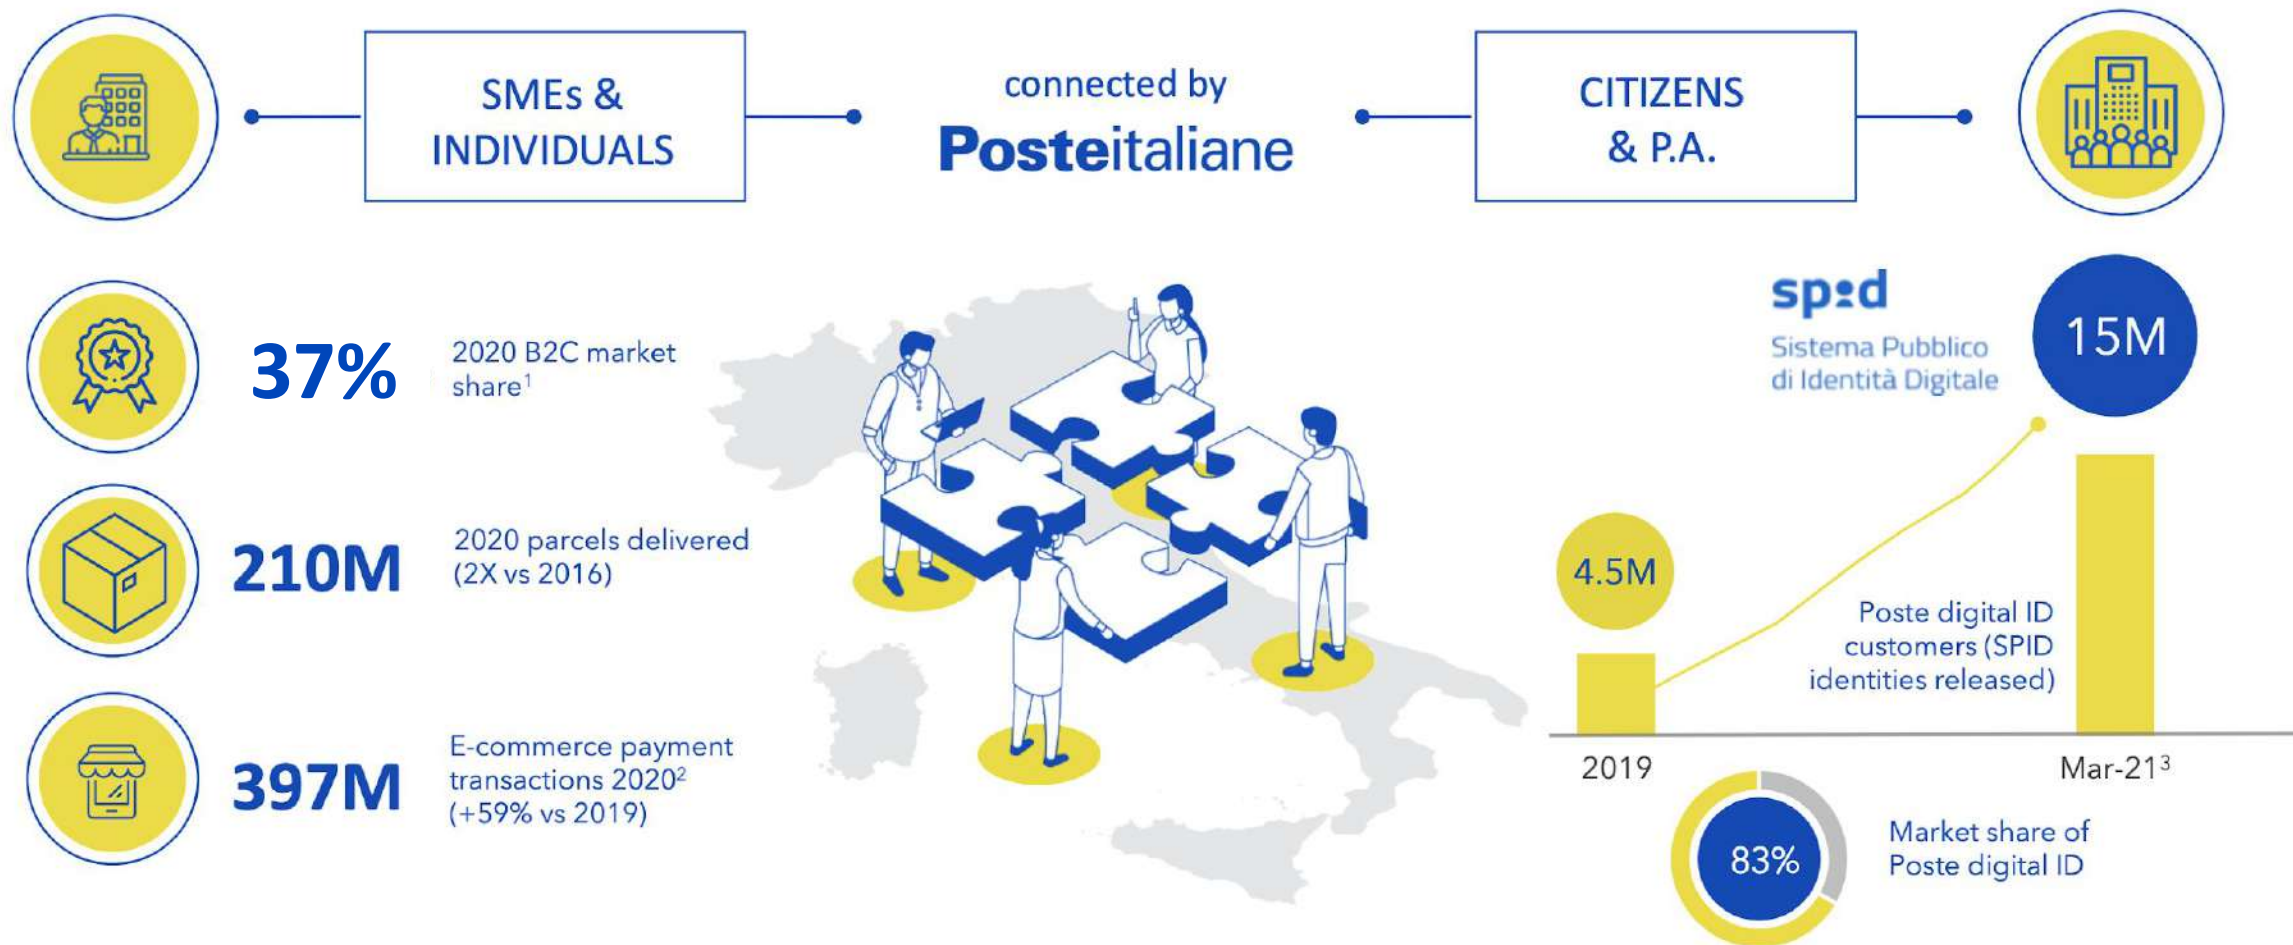 SMEs &
INDIVIDUALS
connected by
Posteitaliane
CITIZENS
& P.A.
37%
2020 B2C market
share¹
210M
2020 parcels delivered
(2X vs 2016)
397M
E-commerce payment
transactions 2020²
(+59% vs 2019)
spid
Sistema Pubblico
di Identità Digitale
15M
4.5M
Poste digital ID
customers (SPID
identities released)
2019
Mar-21³
83%
Market share of
Poste digital ID